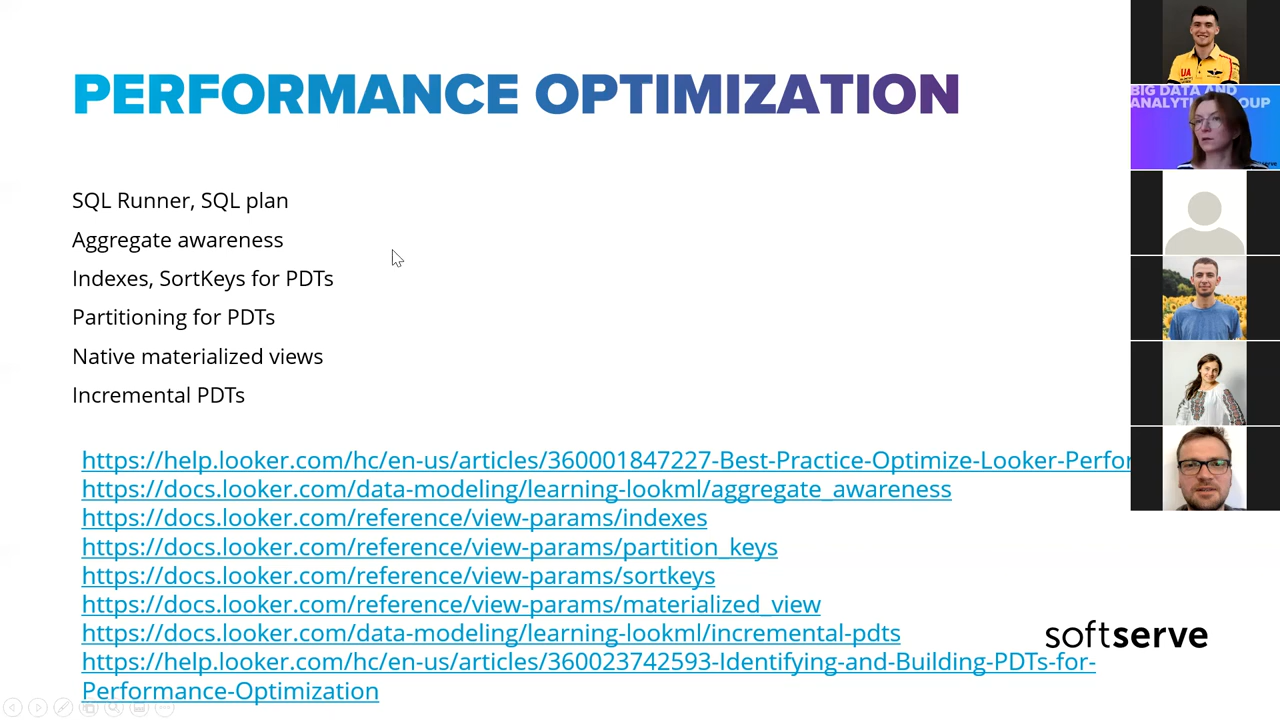 PERFORMANCE OPTIMIZATION
SQL Runner, SQL plan
Aggregate awareness
Indexes, SortKeys for PDTs
Partitioning for PDTs
Native materialized views
Incremental PDTs
https://help.looker.com/hc/en-us/articles/360001847227-Best-Practice-Optimize-Looker-Perfor
https://docs.looker.com/data-modeling/learning-lookml/aggregate_awareness
https://docs.looker.com/reference/view-params/indexes
https://docs.looker.com/reference/view-params/partition_keys
https://docs.looker.com/reference/view-params/sortkeys
https://docs.looker.com/reference/view-params/materialized_view
https://docs.looker.com/data-modeling/learning-lookml/incremental-pdts
https://help.looker.com/hc/en-us/articles/360023742593-Identifying-and-Building-PDTs-for-
Performance-Optimization
softserve
UA
BIG DATA AND